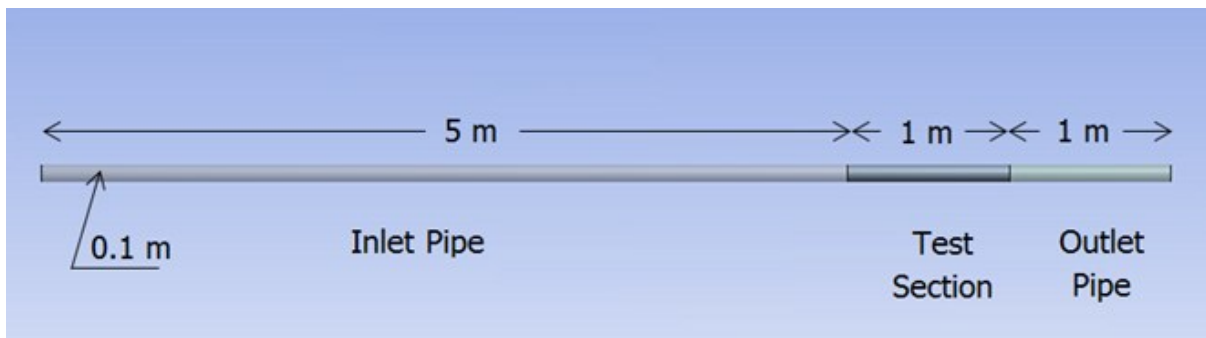 5 m
1 m
1 m
0.1 m
Inlet Pipe
Test
Section
Outlet
Pipe